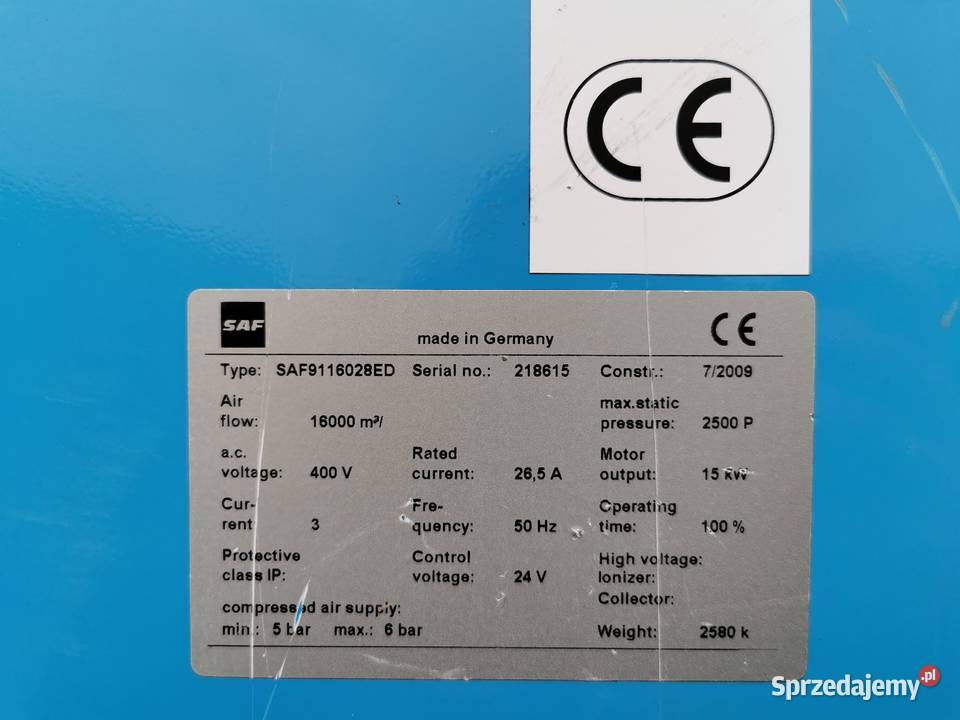 CE
SAF
made in Germany
CE
Type: SAF9116028ED Serial no.: 218615 Constr.: 7/2009
Air
flow: 16000 m³/
max.static
pressure: 2500 P
a.c.
voltage: 400 V
Rated
current: 26,5 A
Motor
output: 15 kW
Cur-
rent 3
Fre-
quency: 50 Hz
Operating
time: 100 %
Protective
class IP:
Control
voltage: 24 V
High voltage:
Ionizer:
Collector:
compressed air supply:
min.: 5 bar max.: 6 bar
Weight: 2580 k
Sprzedajemy.pl